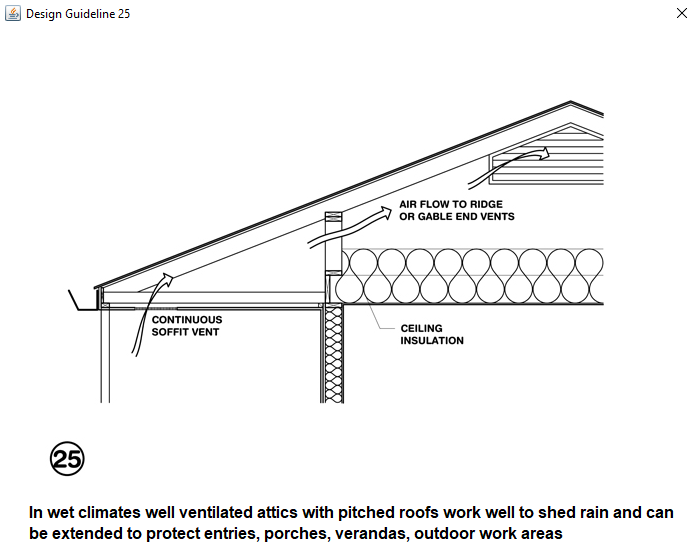 Design Guideline 25
AIR FLOW TO RIDGE
OR GABLE END VENTS
CONTINUOUS
SOFFIT VENT
CEILING
INSULATION
25
In wet climates well ventilated attics with pitched roofs work well to shed rain and can
be extended to protect entries, porches, verandas, outdoor work areas